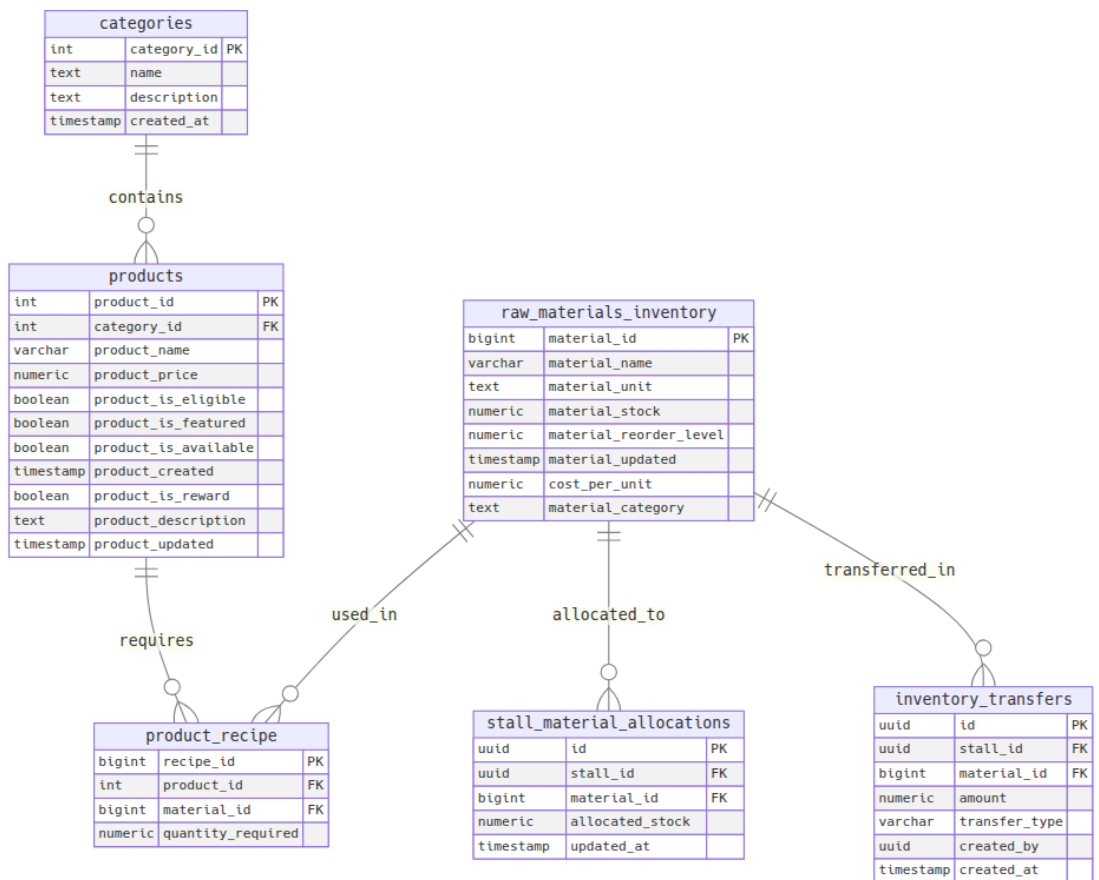 categories
int category_id PK
text name
text description
timestamp created_at
contains
products
int product_id PK
int category_id FK
varchar product_name
numeric product_price
boolean product_is_eligible
boolean product_is_featured
boolean product_is_available
timestamp product_created
boolean product_is_reward
text product_description
timestamp product_updated
raw_materials_inventory
bigint material_id PK
varchar material_name
text material_unit
numeric material_stock
numeric material_reorder_level
timestamp material_updated
numeric cost_per_unit
text material_category
requires
used_in
allocated_to
transferred_in
product_recipe
bigint recipe_id PK
int product_id FK
bigint material_id FK
numeric quantity_required
stall_material_allocations
uuid id PK
uuid stall_id FK
bigint material_id FK
numeric allocated_stock
timestamp updated_at
inventory_transfers
uuid id PK
uuid stall_id FK
bigint material_id FK
numeric amount
varchar transfer_type
uuid created_by
timestamp created_at